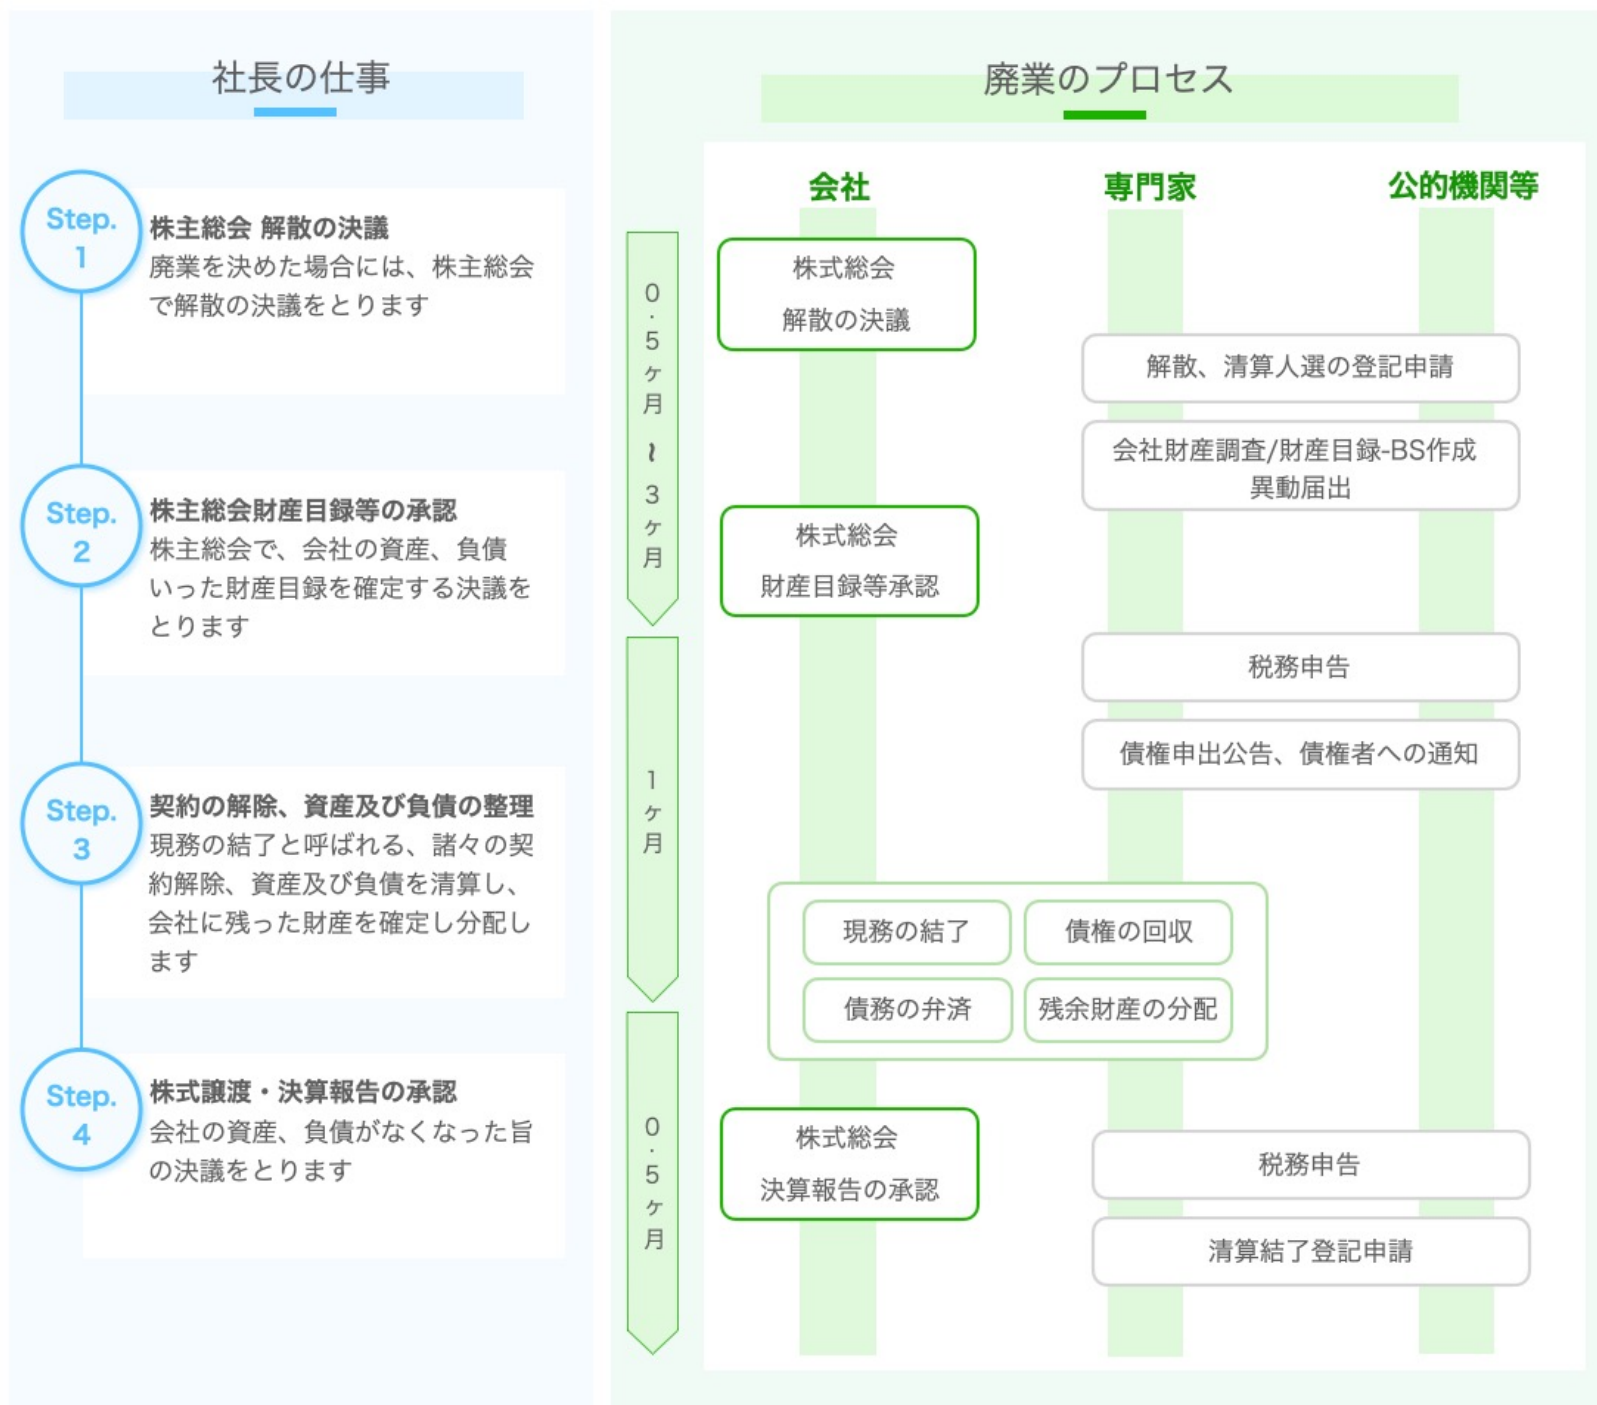 社長の仕事
Step.
1
株主総会 解散の決議
廃業を決めた場合には、株主総会
で解散の決議をとります
Step.
2
株主総会財産目録等の承認
株主総会で、会社の資産、負債
いった財産目録を確定する決議を
とります
Step.
3
契約の解除、資産及び負債の整理
現務の結了と呼ばれる、諸々の契
約解除、資産及び負債を清算し、
会社に残った財産を確定し分配し
ます
Step.
4
株式譲渡・決算報告の承認
会社の資産、負債がなくなった旨
の決議をとります
廃業のプロセス
会社
専門家
公的機関等
0.5ヶ月~3ヶ月
株式総会
解散の決議
解散、清算人選の登記申請
会社財産調査/財産目録-BS作成
異動届出
株式総会
財産目録等承認
1ヶ月
税務申告
債権申出公告、債権者への通知
現務の結了
債権の回収
債務の弁済
残余財産の分配
0.5ヶ月
株式総会
決算報告の承認
税務申告
清算結了登記申請